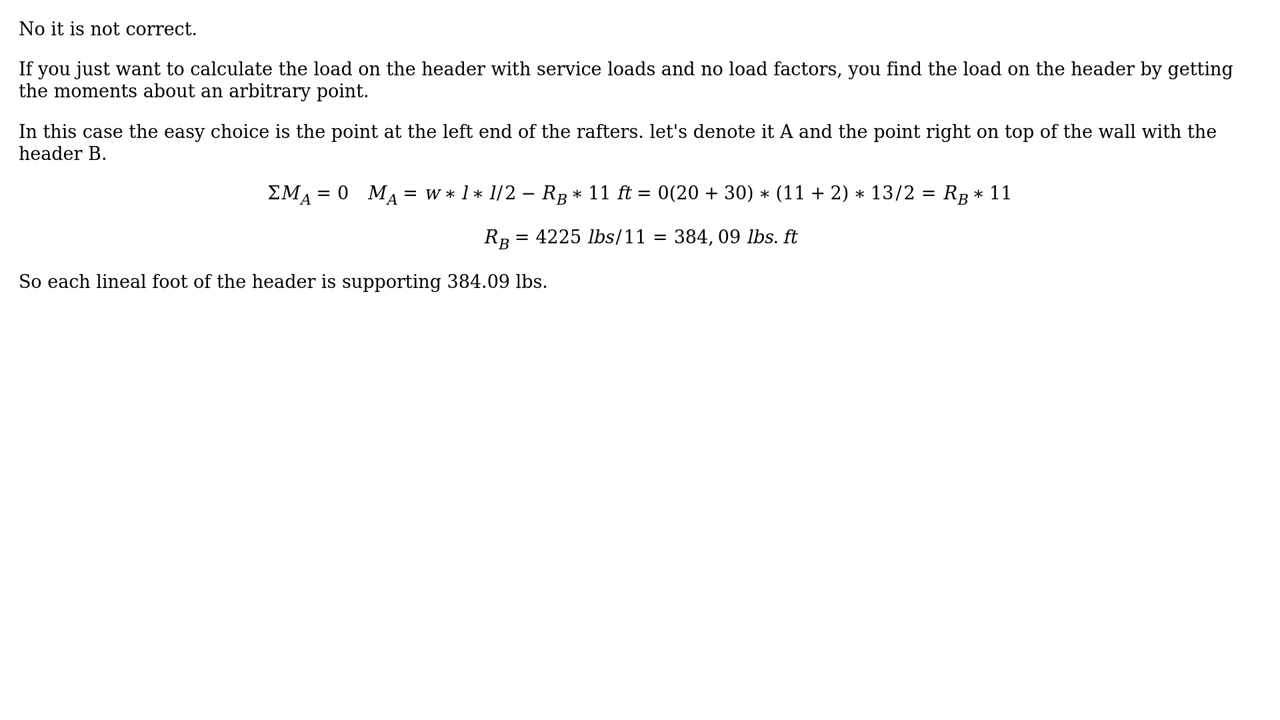 No it is not correct.
If you just want to calculate the load on the header with service loads and no load factors, you find the load on the header by getting
the moments about an arbitrary point.
In this case the easy choice is the point at the left end of the rafters. let's denote it A and the point right on top of the wall with the
header B.
ΣM_A = 0 M_A = w ∗ l ∗ l/2 − R_B ∗ 11 ft = 0(20 + 30) ∗ (11 + 2) ∗ 13/2 = R_B ∗ 11
R_B = 4225 lbs/11 = 384, 09 lbs. ft
So each lineal foot of the header is supporting 384.09 lbs.